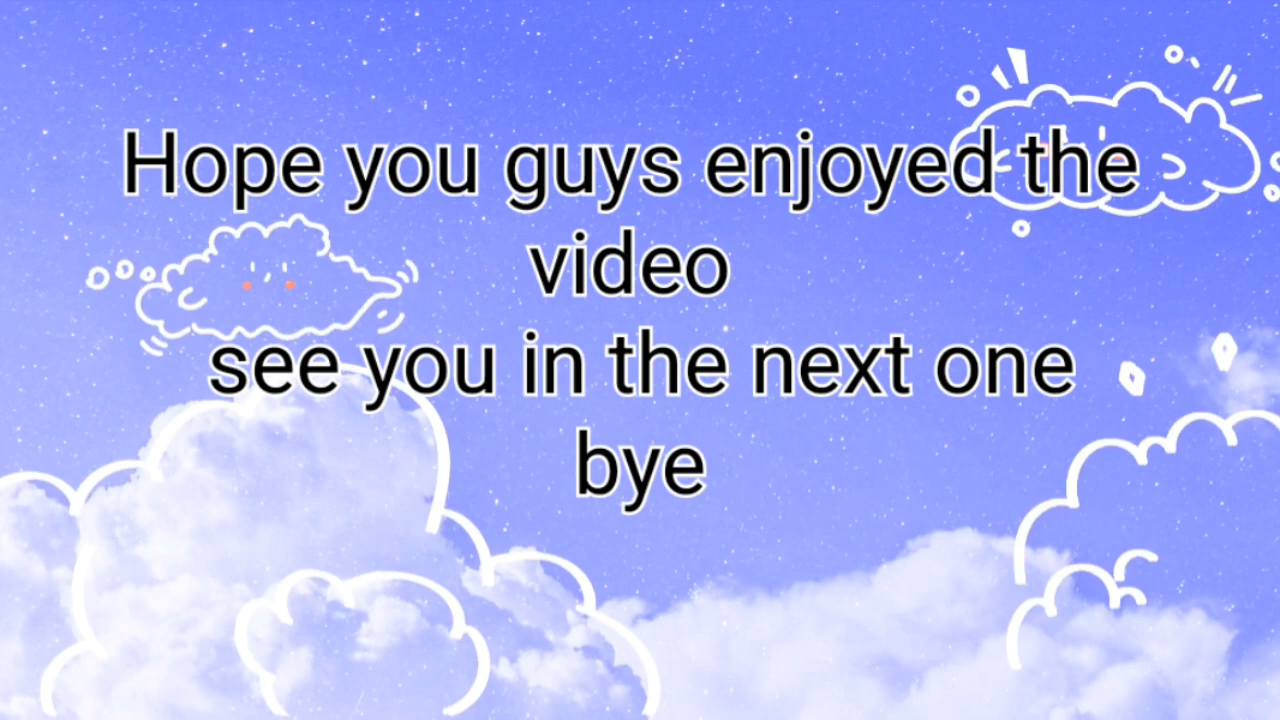 Hope you guys enjoyed the
video
see you in the next one
bye